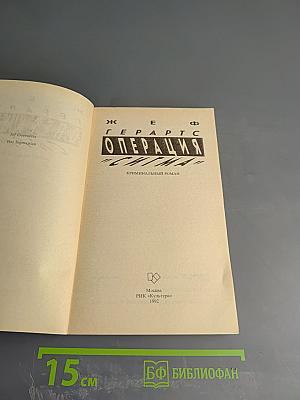 ЖЕФ
ГЕРАРТС
ОПЕРАЦИЯ
"СИГМА"
КРИМИНАЛЬНЫЙ РОМАН
Москва
РИК «Культура»
1992
15 см
БФ БИБЛИОФАН